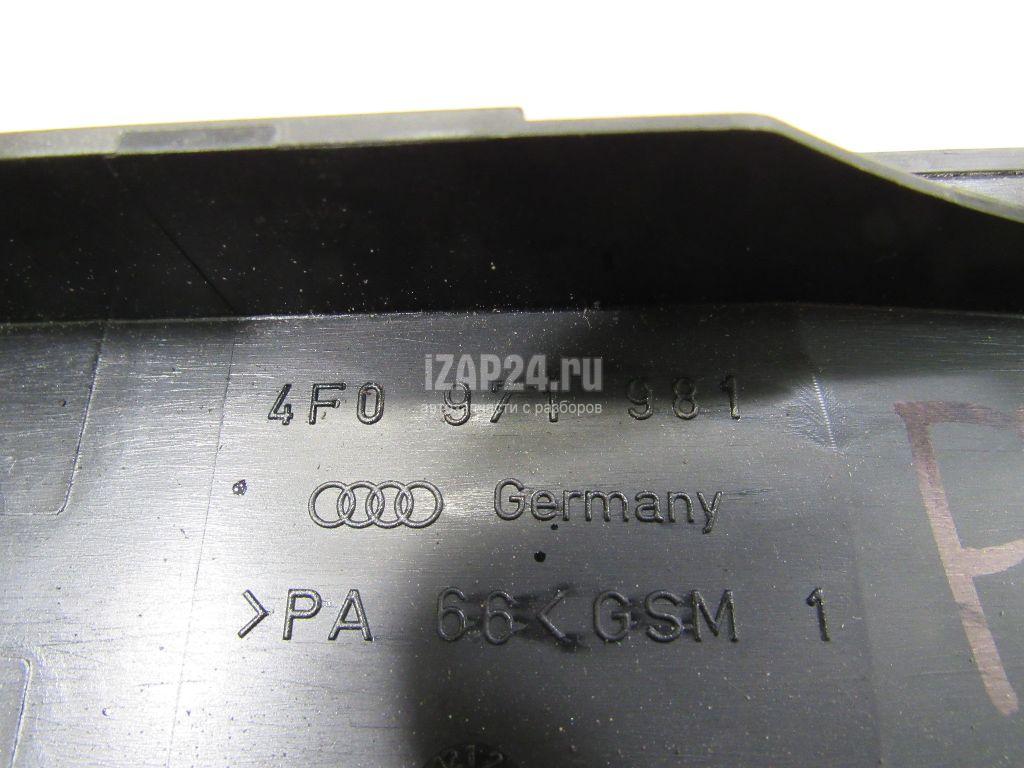 iZAP24.ru
автозапчасти с разборов
4F0 971 981
Germany
>PA 66< GSM 1